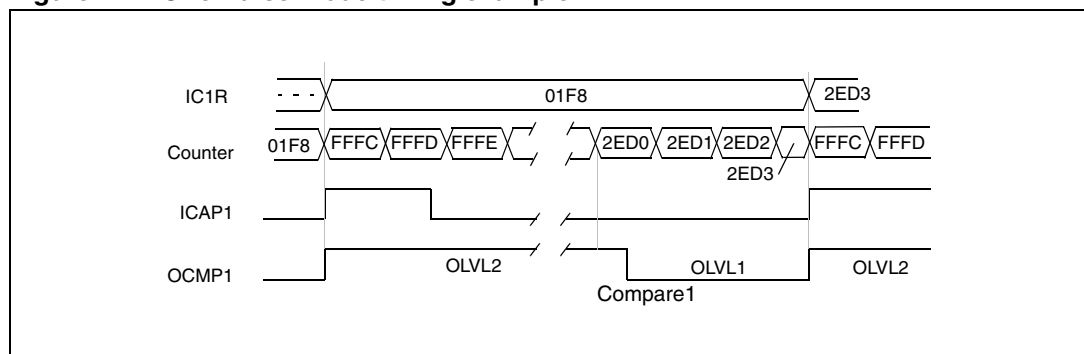 IC1R 01F8 2ED3
Counter 01F8 FFFC FFFD FFFE 2ED0 2ED1 2ED2 FFFC FFFD
2ED3
ICAP1
OCMP1 OLVL2 OLVL1 OLVL2
Compare1